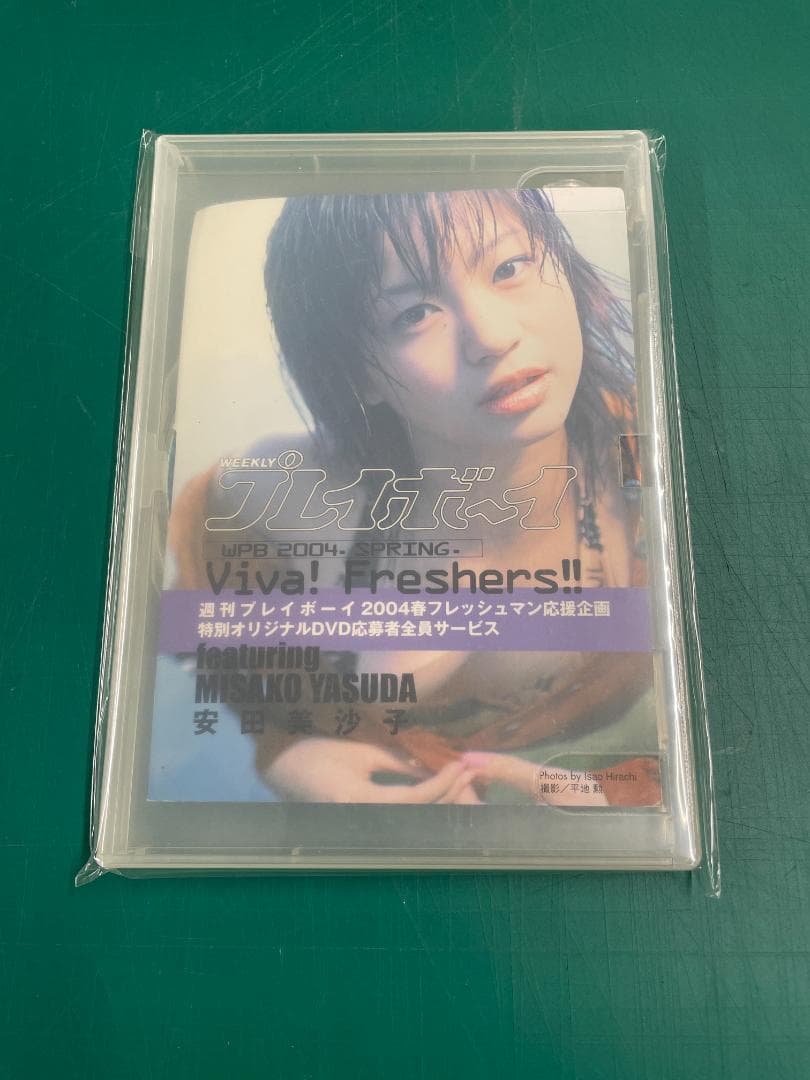 WEEKLY
プレイボーイ
WPB 2004. SPRING.
Viva! Freshers!!
週刊プレイボーイ2004春フレッシュマン応援企画
特別オリジナルDVD応募者全員サービス
featuring
MISAKO YASUDA
安田美沙子
Photos by Isao Hirachi
撮影／平地 勲